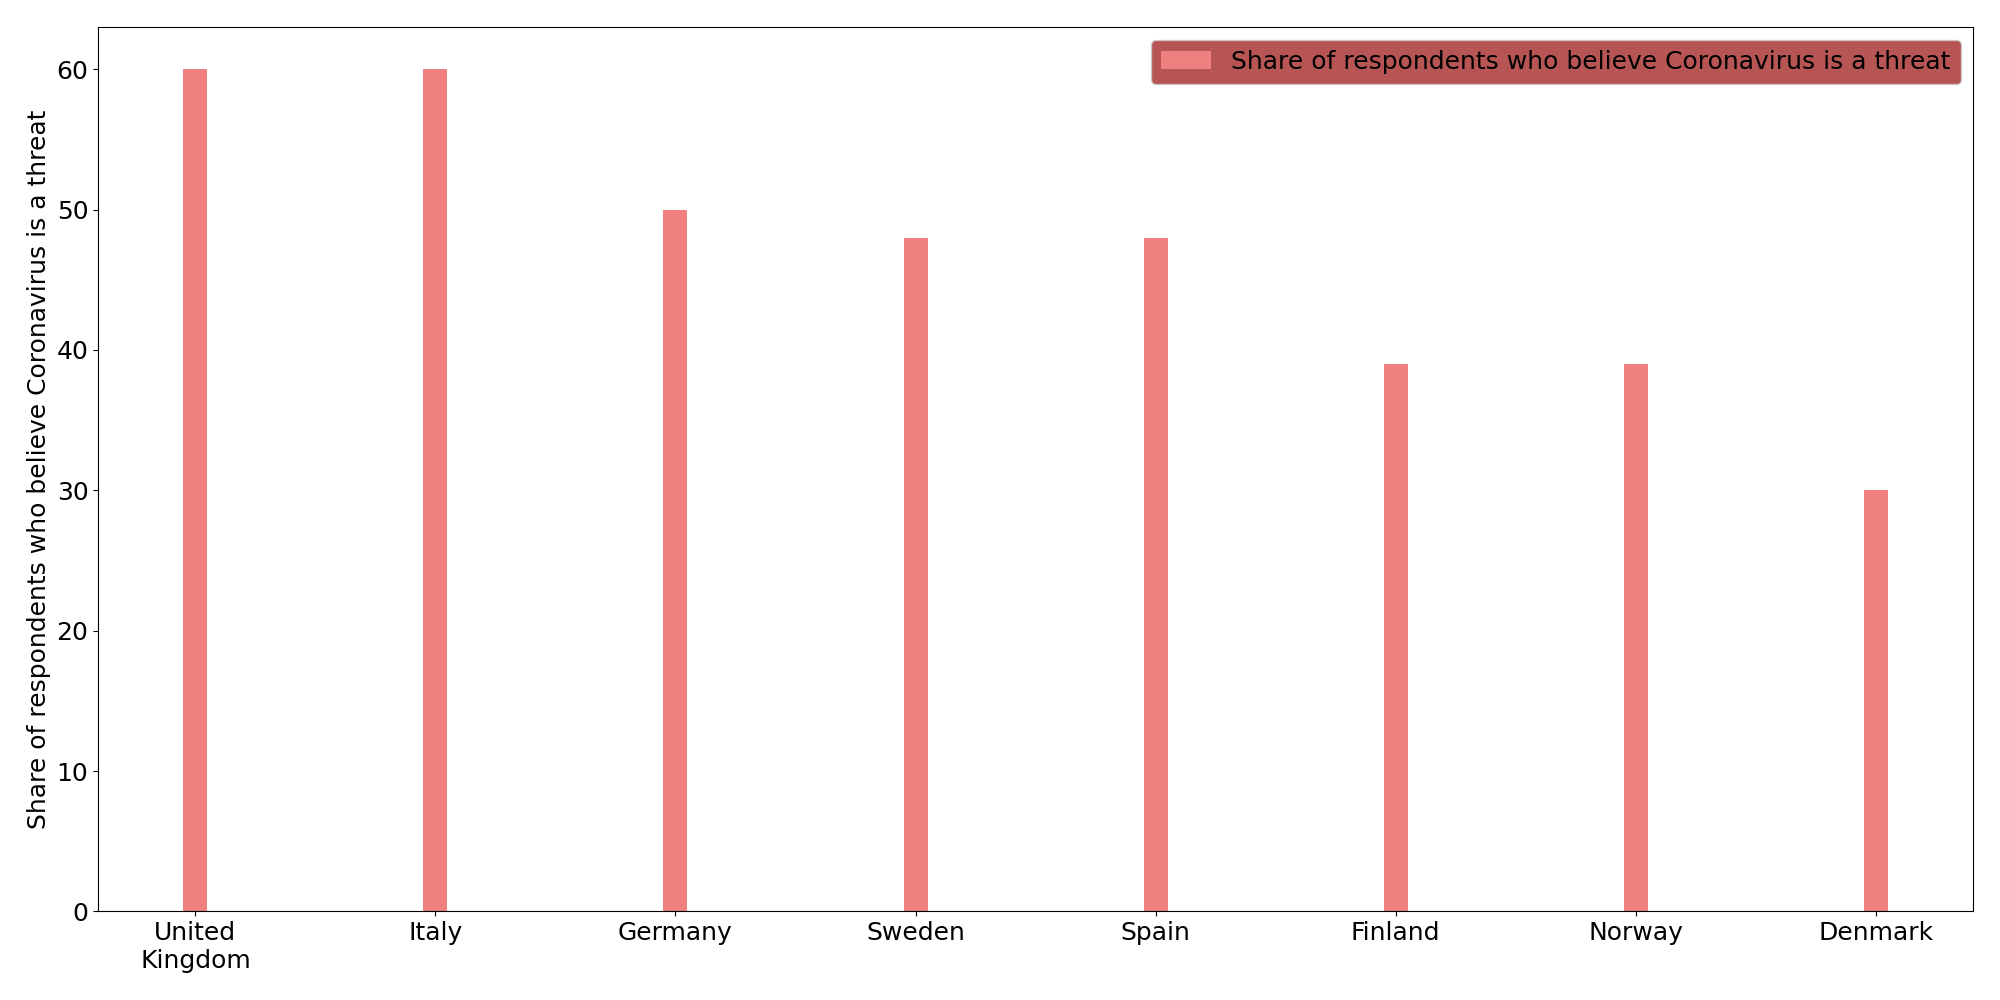 Share of respondents who believe Coronavirus is a threat
Share of respondents who believe Coronavirus is a threat
60
50
40
30
20
10
0
United
Kingdom
Italy
Germany
Sweden
Spain
Finland
Norway
Denmark